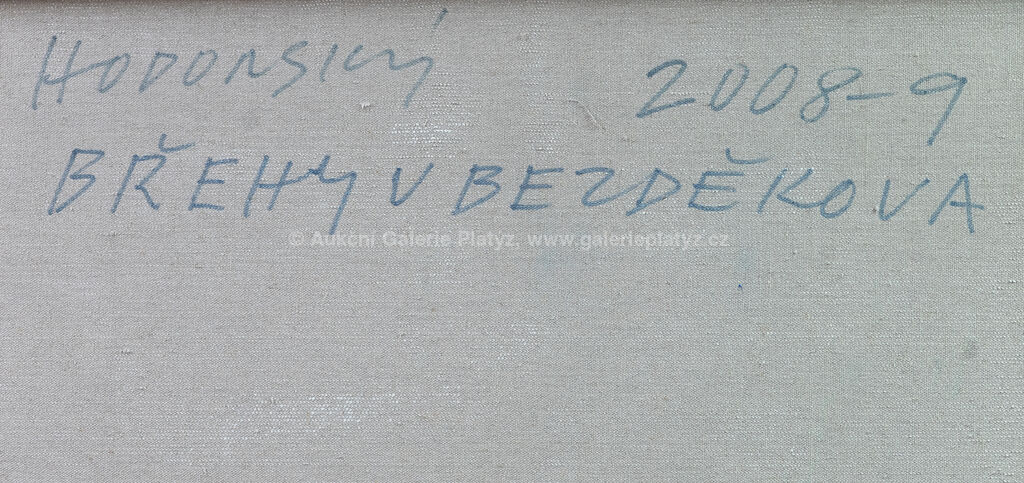 HODONSKÝ 2008-9
BŘEHY V BEZDĚKOVA
© Aukční Galerie Platýz, www.galerieplatyz.cz